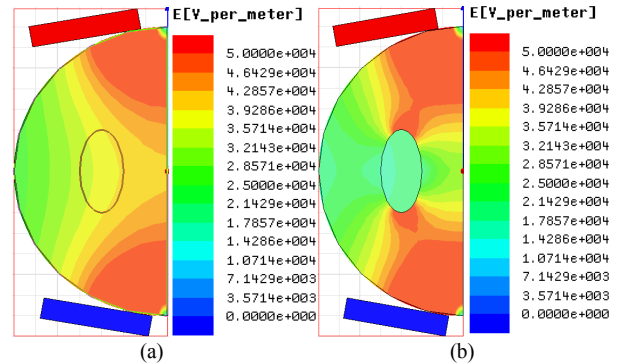 E[V_per_meter]
5.0000e+004
4.6429e+004
4.2857e+004
3.9286e+004
3.5714e+004
3.2143e+004
2.8571e+004
2.5000e+004
2.1429e+004
1.7857e+004
1.4286e+004
1.0714e+004
7.1429e+003
3.5714e+003
0.0000e+000
(a)
E[V_per_meter]
5.0000e+004
4.6429e+004
4.2857e+004
3.9286e+004
3.5714e+004
3.2143e+004
2.8571e+004
2.5000e+004
2.1429e+004
1.7857e+004
1.4286e+004
1.0714e+004
7.1429e+003
3.5714e+003
0.0000e+000
(b)